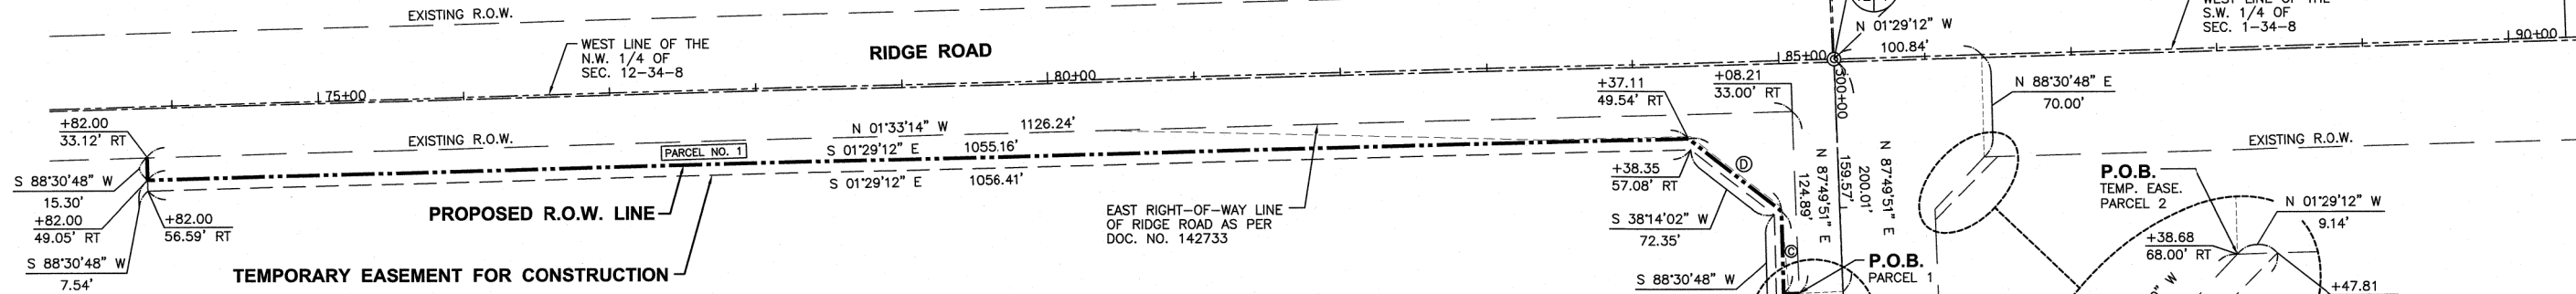 EXISTING R.O.W.
WEST LINE OF THE
N.W. 1/4 OF
SEC. 12-34-8
RIDGE ROAD
75+00
80+00
85+00
90+00
300+00
N 01°29'12" W
100.84'
S.W. 1/4 OF
SEC. 1-34-8
+82.00
33.12' RT
EXISTING R.O.W.
N 01°33'14" W 1126.24'
PARCEL NO. 1
S 01°29'12" E 1055.16'
S 01°29'12" E 1056.41'
S 88°30'48" W
15.30'
+82.00
49.05' RT
+82.00
56.59' RT
S 88°30'48" W
7.54'
PROPOSED R.O.W. LINE
TEMPORARY EASEMENT FOR CONSTRUCTION
EAST RIGHT-OF-WAY LINE
OF RIDGE ROAD AS PER
DOC. NO. 142733
+37.11
49.54' RT
+08.21
33.00' RT
D
+38.35
57.08' RT
S 38°14'02" W
72.35'
C
S 88°30'48" W
N 87°49'51" E
124.89'
159.57'
200.01'
N 87°49'51" E
P.O.B.
PARCEL 1
N 88°30'48" E
70.00'
EXISTING R.O.W.
P.O.B.
TEMP. EASE.
PARCEL 2
N 01°29'12" W
9.14'
+38.68
68.00' RT
+47.81